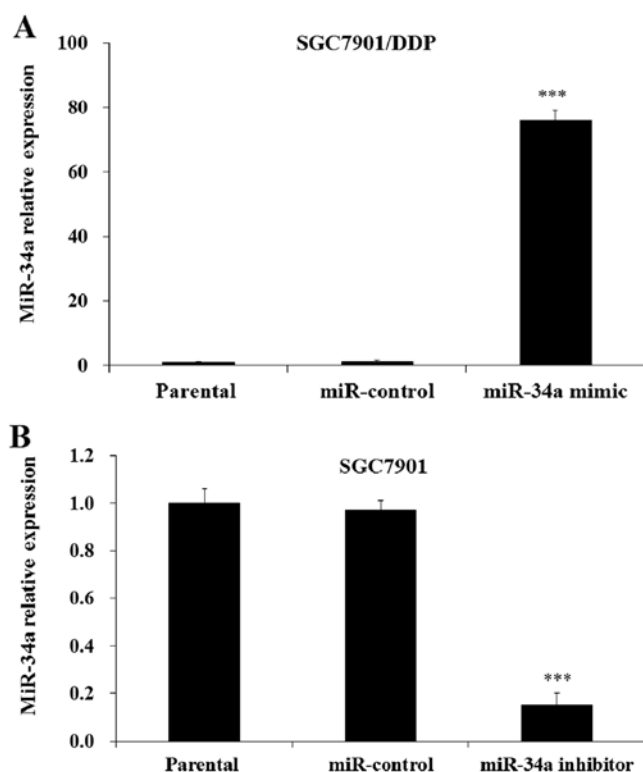 A
SGC7901/DDP
MiR-34a relative expression
100
80
60
40
20
0
***
Parental miR-control miR-34a mimic
B
SGC7901
MiR-34a relative expression
1.2
1.0
0.8
0.6
0.4
0.2
0.0
***
Parental miR-control miR-34a inhibitor